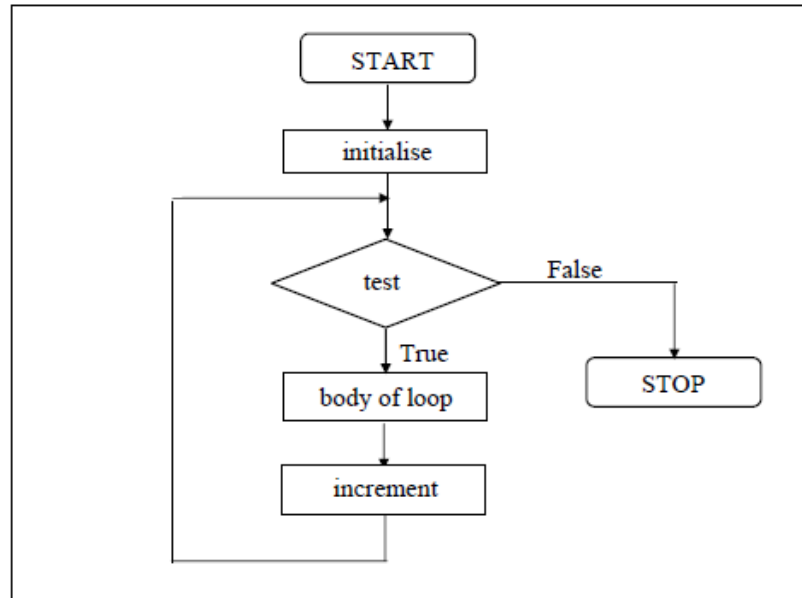 START
initialise
test
False
True
STOP
body of loop
increment